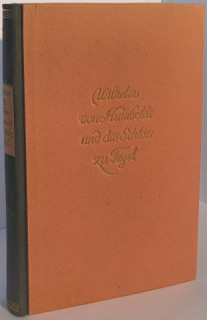 Wilhelm
von Humboldt
und das Schloss
zu Tegel